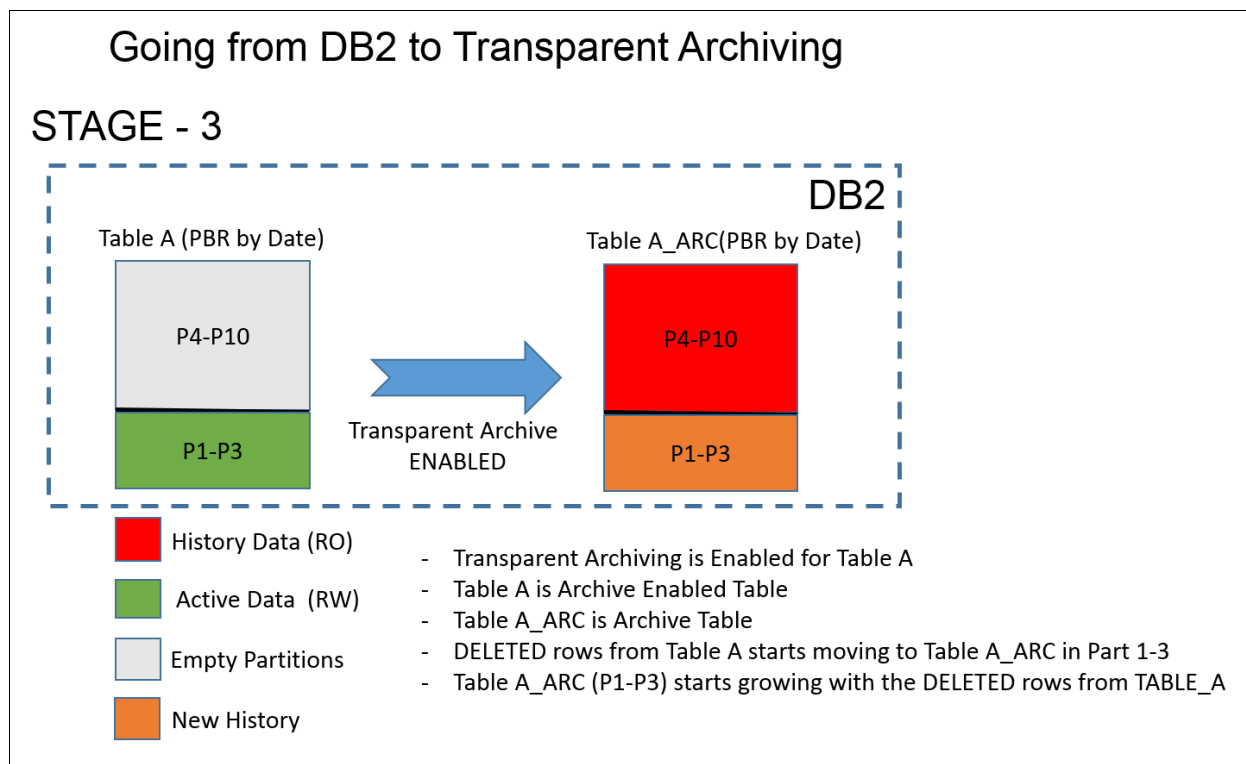 Going from DB2 to Transparent Archiving
STAGE - 3
DB2
Table A (PBR by Date)
Table A_ARC(PBR by Date)
P4-P10
P4-P10
P1-P3
P1-P3
Transparent Archive
ENABLED
History Data (RO)
Active Data (RW)
Empty Partitions
New History
- Transparent Archiving is Enabled for Table A
- Table A is Archive Enabled Table
- Table A_ARC is Archive Table
- DELETED rows from Table A starts moving to Table A_ARC in Part 1-3
- Table A_ARC (P1-P3) starts growing with the DELETED rows from TABLE_A